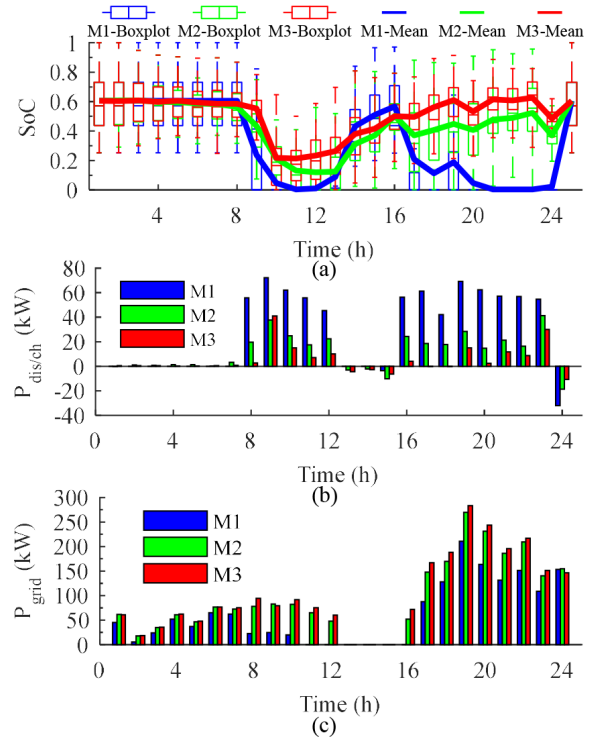 M1-Boxplot M2-Boxplot M3-Boxplot M1-Mean M2-Mean M3-Mean
1
0.8
0.6
0.4
0.2
0
SoC
4 8 12 16 20 24
Time (h)
(a)
80
60
40
20
0
-20
-40
P dis/ch (kW)
M1
M2
M3
0 4 8 12 16 20 24
Time (h)
(b)
300
250
200
150
100
50
0
P grid (kW)
M1
M2
M3
0 4 8 12 16 20 24
Time (h)
(c)